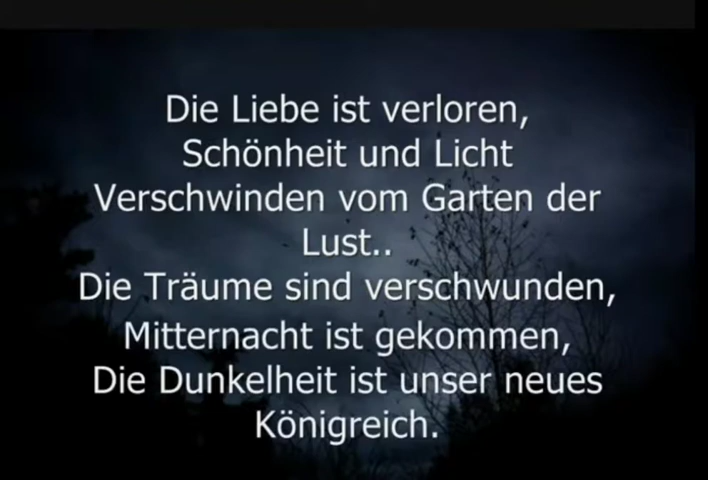 Die Liebe ist verloren,
Schönheit und Licht
Verschwinden vom Garten der
Lust..
Die Träume sind verschwunden,
Mitternacht ist gekommen,
Die Dunkelheit ist unser neues
Königreich.